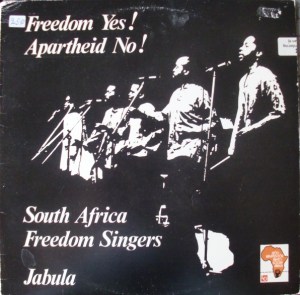 Freedom Yes!
Apartheid No!
South Africa
Freedom Singers
Jabula